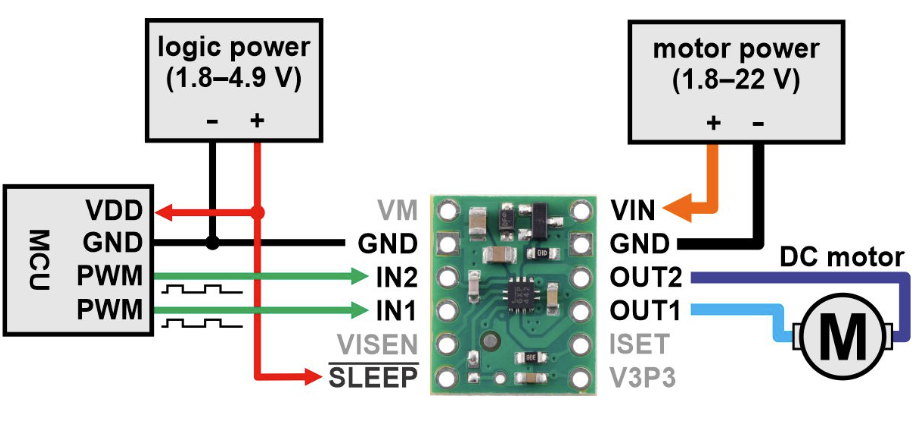 logic power
(1.8–4.9 V)
- +
motor power
(1.8–22 V)
+ -
MCU
VDD
GND
PWM
PWM
VM
GND
IN2
IN1
VISEN
SLEEP
VIN
GND
OUT2
OUT1
ISET
V3P3
DC motor
M